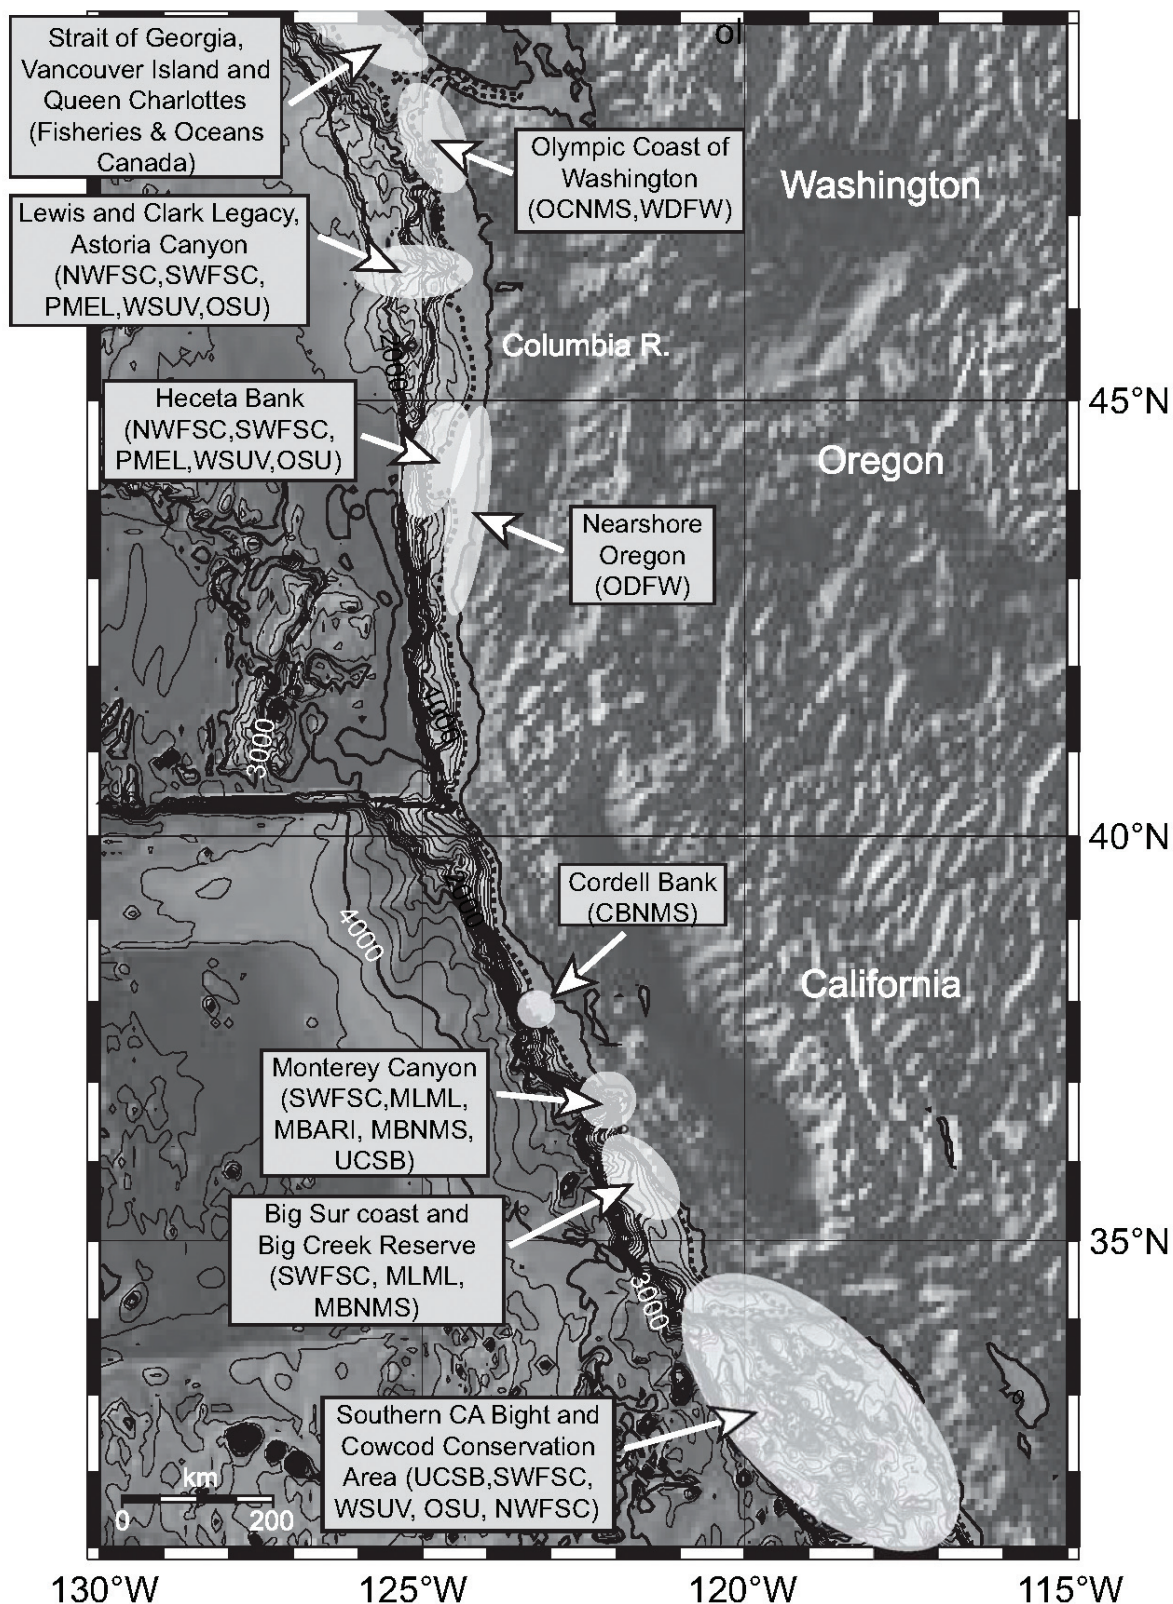 ol
Strait of Georgia,
Vancouver Island and
Queen Charlottes
(Fisheries & Oceans
Canada)
Olympic Coast of
Washington
(OCNMS,WDFW)
Washington
Lewis and Clark Legacy,
Astoria Canyon
(NWFSC,SWFSC,
PMEL,WSUV,OSU)
Columbia R.
2000
45°N
Heceta Bank
(NWFSC,SWFSC,
PMEL,WSUV,OSU)
Oregon
Nearshore
Oregon
(ODFW)
3000
40°N
Cordell Bank
(CBNMS)
4000
California
Monterey Canyon
(SWFSC,MLML,
MBARI, MBNMS,
UCSB)
Big Sur coast and
Big Creek Reserve
(SWFSC, MLML,
MBNMS)
35°N
3000
Southern CA Bight and
Cowcod Conservation
Area (UCSB,SWFSC,
WSUV, OSU, NWFSC)
km
0 200
130°W 125°W 120°W 115°W